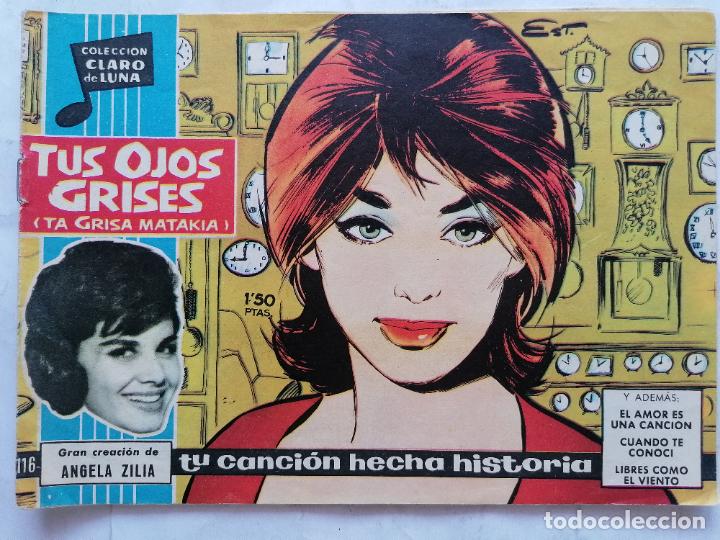 COLECCION
CLARO
de LUNA
EST.
TUS OJOS
GRISES
(TA GRISA MATAKIA)
1'50
PTAS.
Y ADEMÁS:
EL AMOR ES
UNA CANCION
CUANDO TE
CONOCI
LIBRES COMO
EL VIENTO
116
Gran creación de
ANGELA ZILIA
tu canción hecha historia
todocoleccion
todocoleccion.net